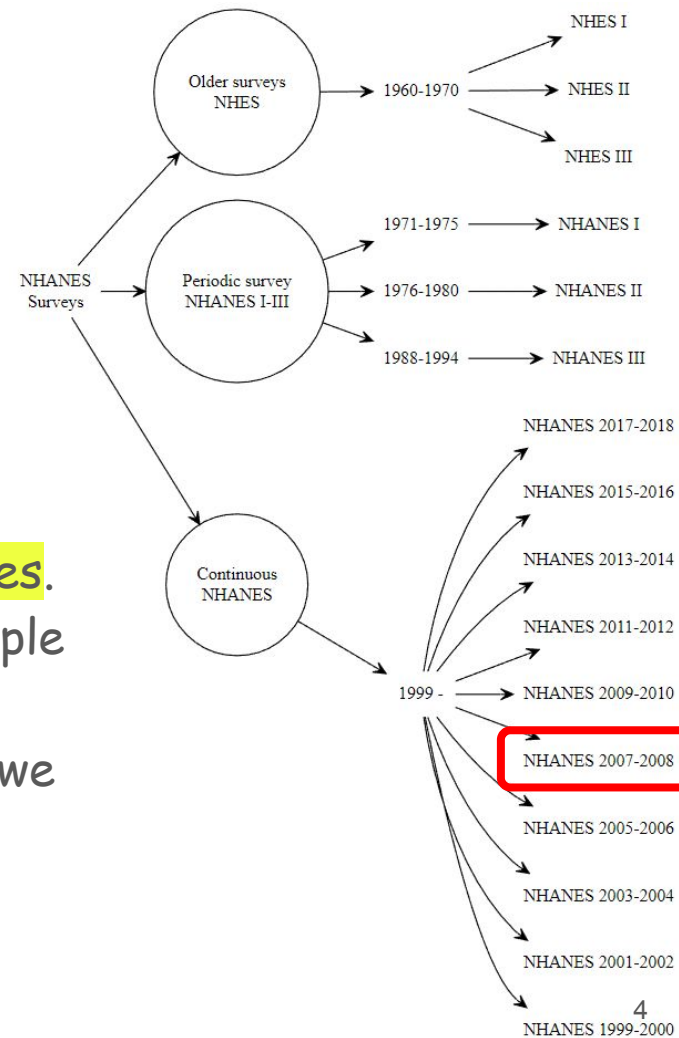 NHES I
Older surveys
NHES
1960-1970
NHES II
NHES III
1971-1975
NHANES I
NHANES
Surveys
Periodic survey
NHANES I-III
1976-1980
NHANES II
1988-1994
NHANES III
NHANES 2017-2018
NHANES 2015-2016
es.
Continuous
NHANES
NHANES 2013-2014
ple
NHANES 2011-2012
1999 -
NHANES 2009-2010
we
NHANES 2007-2008
NHANES 2005-2006
NHANES 2003-2004
NHANES 2001-2002
4
NHANES 1999-2000